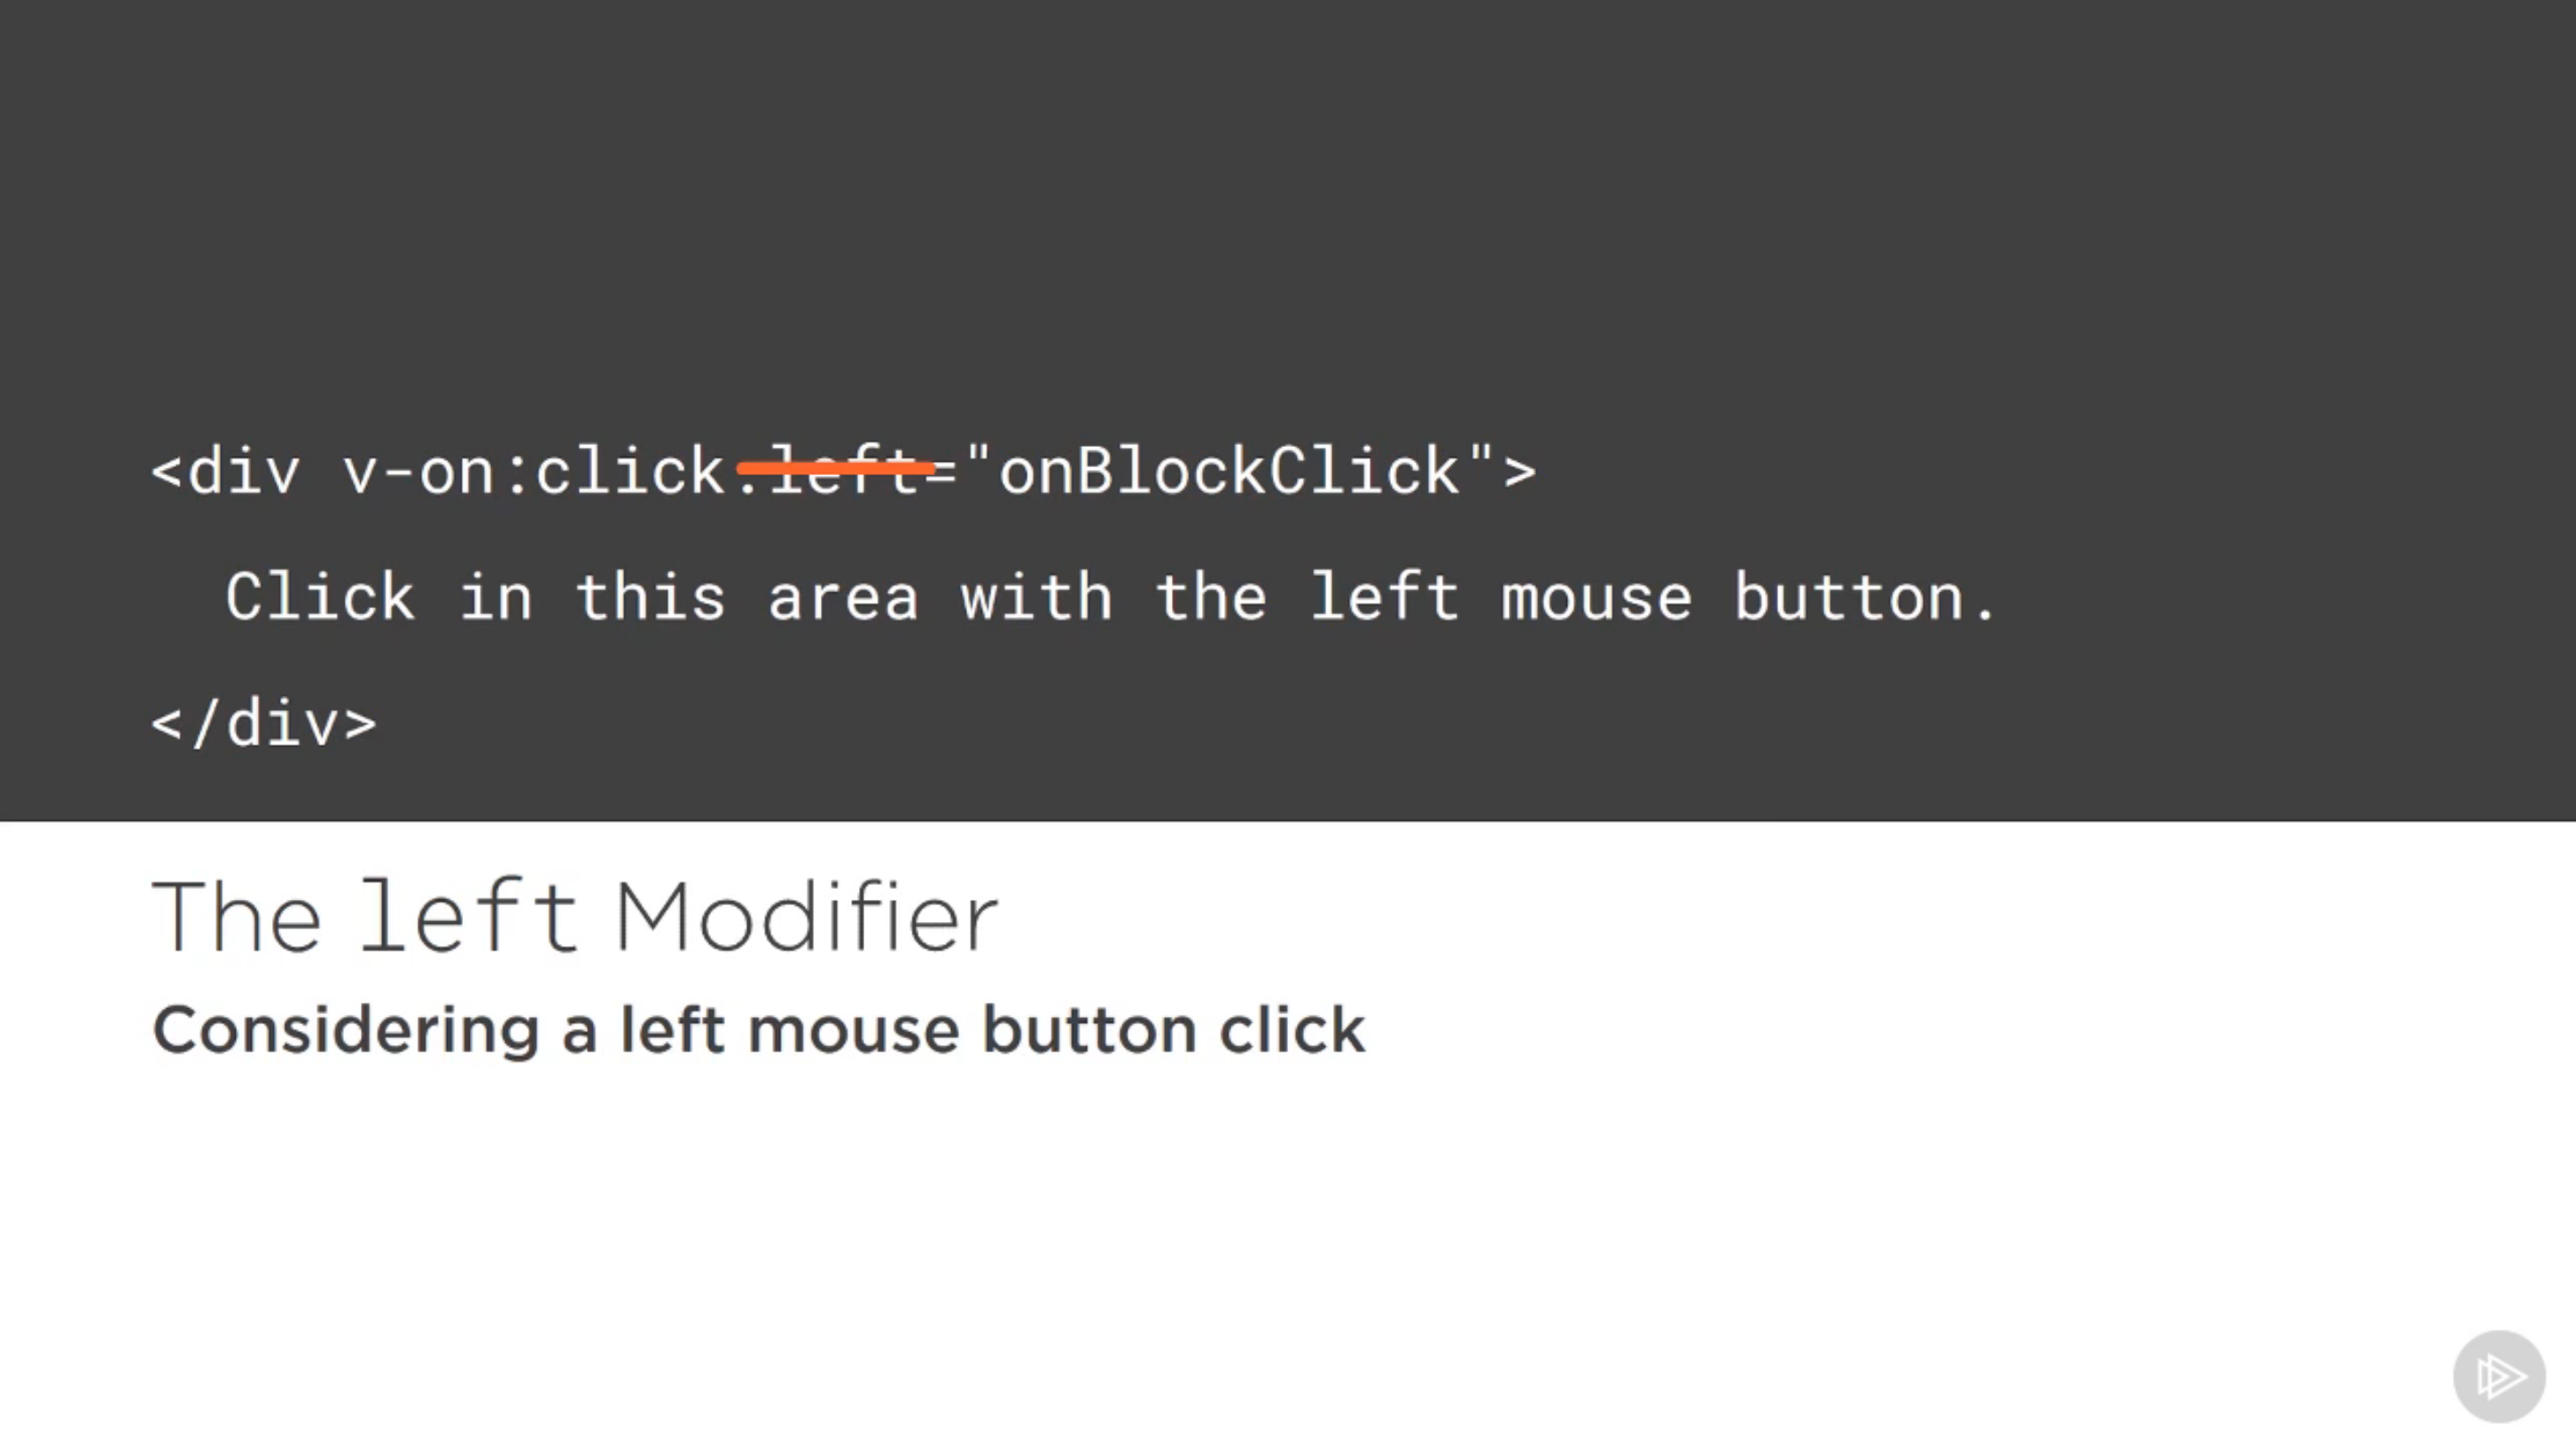 <div v-on:click.left="onBlockClick">
Click in this area with the left mouse button.
</div>
The left Modifier
Considering a left mouse button click